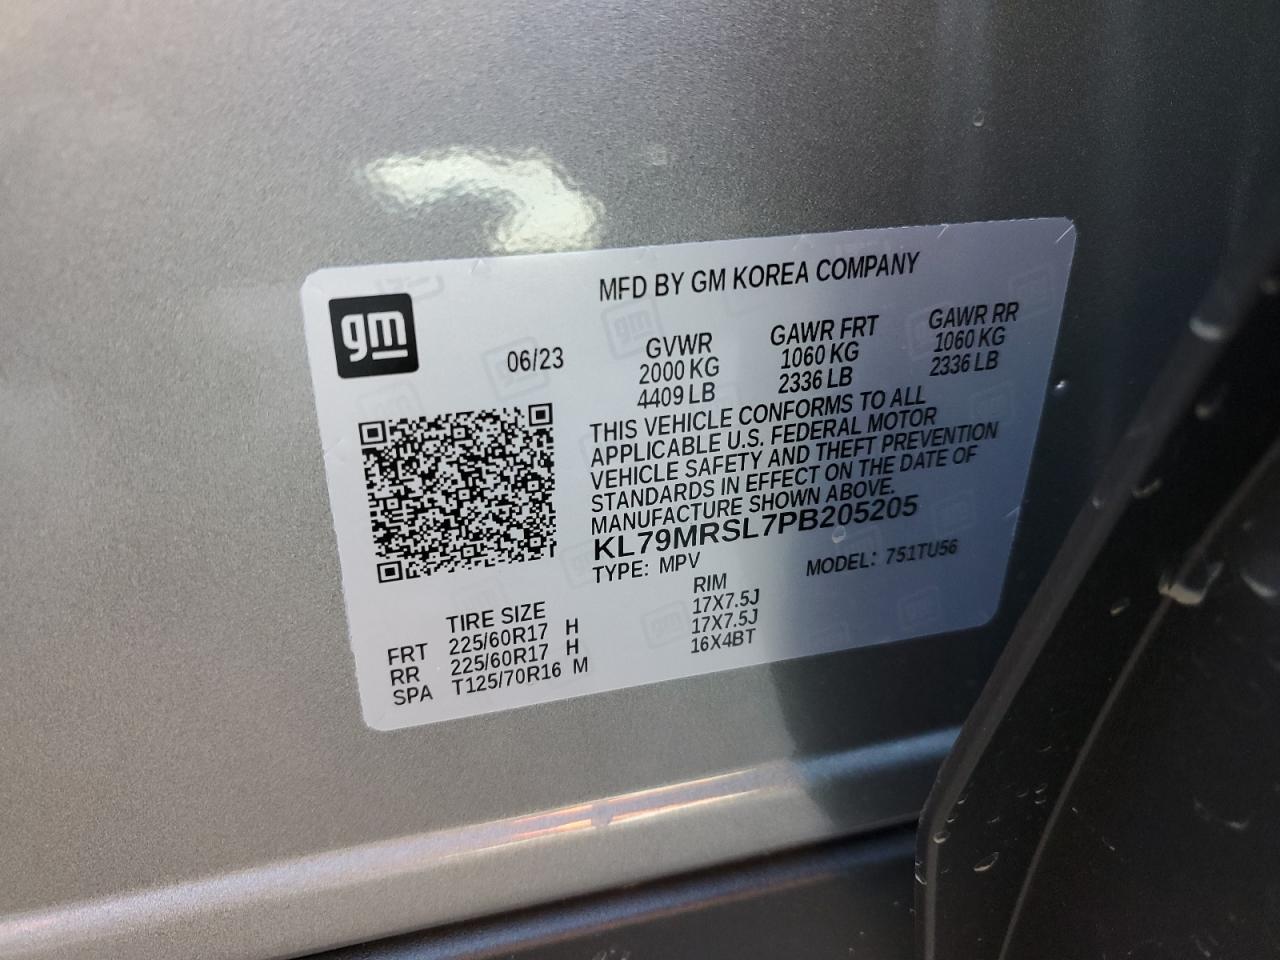 MFD BY GM KOREA COMPANY
gm
06/23
GVWR GAWR FRT GAWR RR
2000 KG 1060 KG 1060 KG
4409 LB 2336 LB 2336 LB
THIS VEHICLE CONFORMS TO ALL
APPLICABLE U.S. FEDERAL MOTOR
VEHICLE SAFETY AND THEFT PREVENTION
STANDARDS IN EFFECT ON THE DATE OF
MANUFACTURE SHOWN ABOVE.
KL79MRSL7PB205205
TYPE: MPV MODEL: 751TU56
TIRE SIZE RIM
FRT 225/60R17 H 17X7.5J
RR 225/60R17 H 17X7.5J
SPA T125/70R16 M 16X4BT